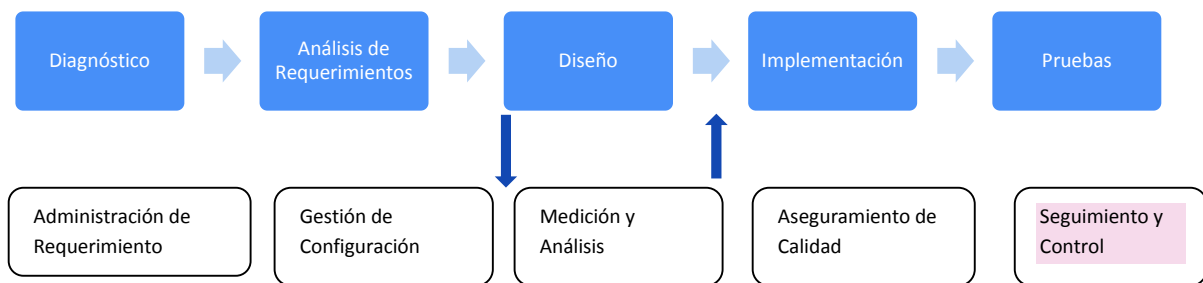 Diagnóstico
Análisis de
Requerimientos
Diseño
Implementación
Pruebas
Administración de
Requerimiento
Gestión de
Configuración
Medición y
Análisis
Aseguramiento de
Calidad
Seguimiento y
Control